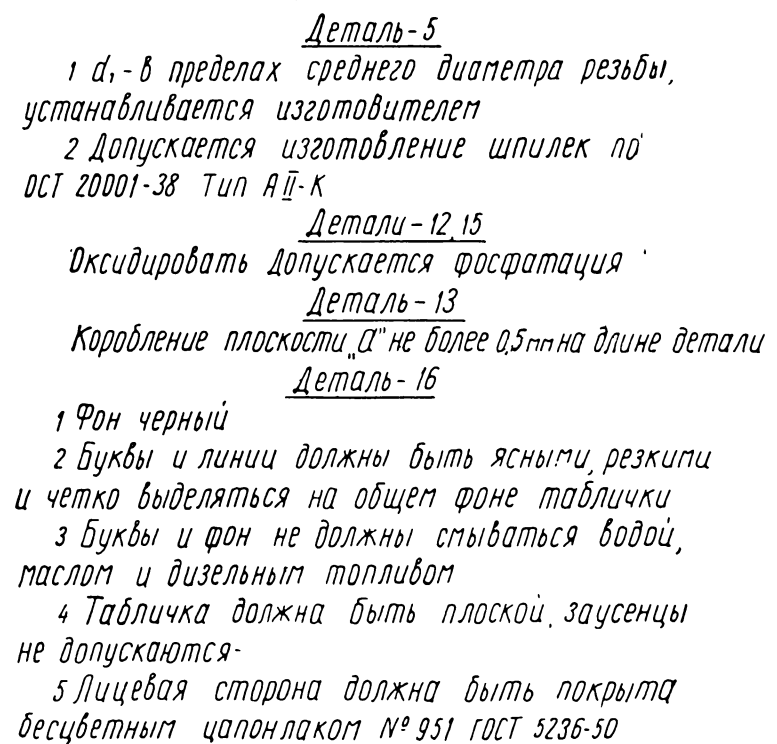 Деталь-5
1 d₁-в пределах среднего диаметра резьбы,
устанавливается изготовителем
2 Допускается изготовление шпилек по
ОСТ 20001-38 Тип АII-К
Детали-12,15
Оксидировать Допускается фосфатация
Деталь-13
Коробление плоскости „а" не более 0,5мм на длине детали
Деталь-16
1 Фон черный
2 Буквы и линии должны быть ясными, резкими
и четко выделяться на общем фоне таблички
3 Буквы и фон не должны смываться водой,
маслом и дизельным топливом
4 Табличка должна быть плоской, заусенцы
не допускаются-
5 Лицевая сторона должна быть покрыта
бесцветным цапонлаком № 951 ГОСТ 5236-50